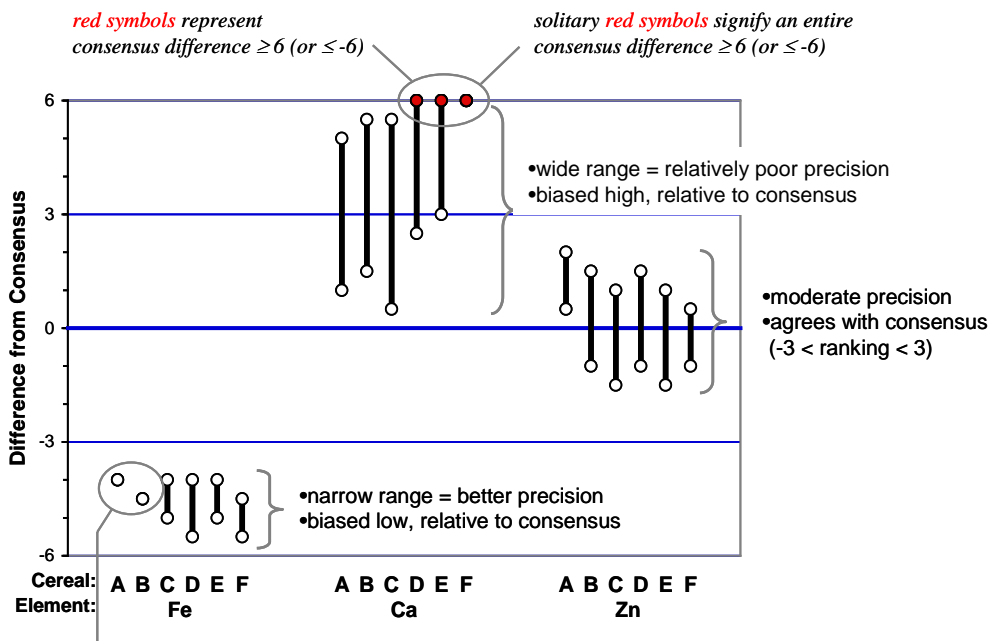 red symbols represent
consensus difference ≥ 6 (or ≤ -6)
solitary red symbols signify an entire
consensus difference ≥ 6 (or ≤ -6)
Difference from Consensus
6
3
0
-3
-6
•wide range = relatively poor precision
•biased high, relative to consensus
•moderate precision
•agrees with consensus
(-3 < ranking < 3)
•narrow range = better precision
•biased low, relative to consensus
Cereal: A B C D E F A B C D E F A B C D E F
Element: Fe Ca Zn